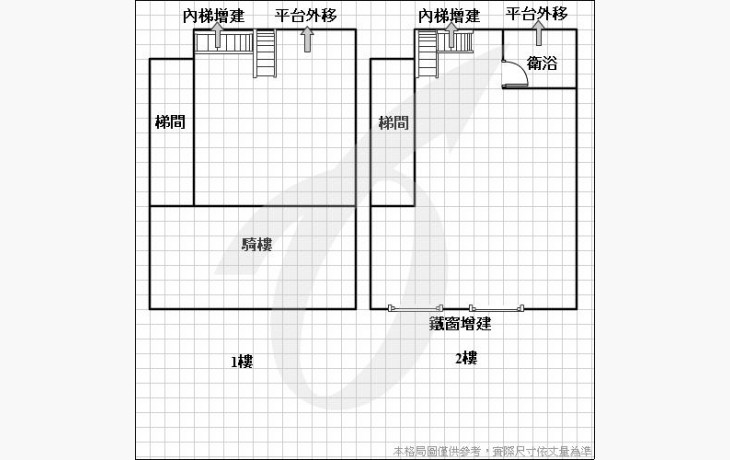 內梯增建 平台外移
梯間
騎樓
1樓
內梯增建 平台外移
衛浴
梯間
鐵窗增建
2樓
本格局圖僅供參考，實際尺寸依丈量為準